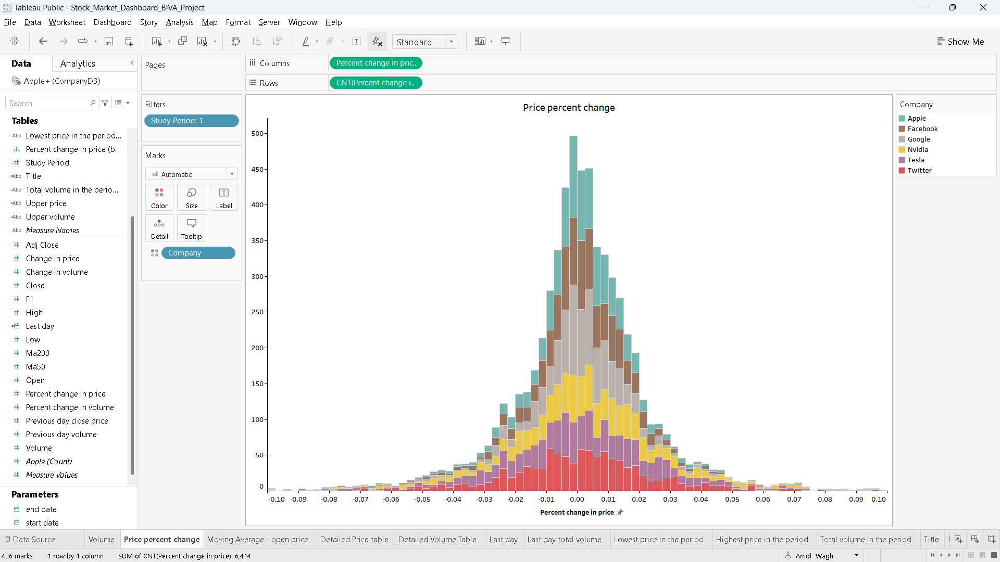 Tableau Public - Stock_Market_Dashboard_BIVA_Project
File Data Worksheet Dashboard Story Analysis Map Format Server Window Help
Standard
Show Me
Data Analytics
Apple+ (CompanyDB)
Search
Tables
Lowest price in the period...
Percent change in price (b...
Study Period
Title
Total volume in the perio...
Upper price
Upper volume
Measure Names
Adj Close
Change in price
Change in volume
Close
F1
High
Last day
Low
Ma200
Ma50
Open
Percent change in price
Percent change in volume
Previous day close price
Previous day volume
Volume
Apple (Count)
Measure Values
Parameters
end date
start date
Pages
Filters
Study Period: 1
Marks
Automatic
Color Size Label
Detail Tooltip
Company
Columns
Percent change in pric..
Rows
CNT(Percent change i..
Price percent change
500
450
400
350
300
250
200
150
100
50
0
-0.10 -0.09 -0.08 -0.07 -0.06 -0.05 -0.04 -0.03 -0.02 -0.01 0.00 0.01 0.02 0.03 0.04 0.05 0.06 0.07 0.08 0.09 0.10
Percent change in price
Company
Apple
Facebook
Google
Nvidia
Tesla
Twitter
Data Source Volume Price percent change Moving Average - open price Detailed Price table Detailed Volume Table Last day Last day total volume Lowest price in the period Highest price in the period Total volume in the period Title
426 marks 1 row by 1 column SUM of CNT(Percent change in price): 6,414 Amol Wagh